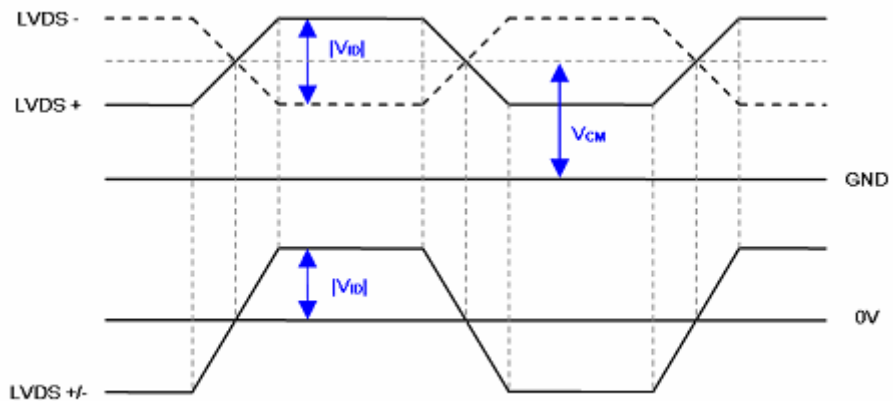 LVDS -
|VID|
LVDS +
VCM
GND
|VID|
0V
LVDS +/-